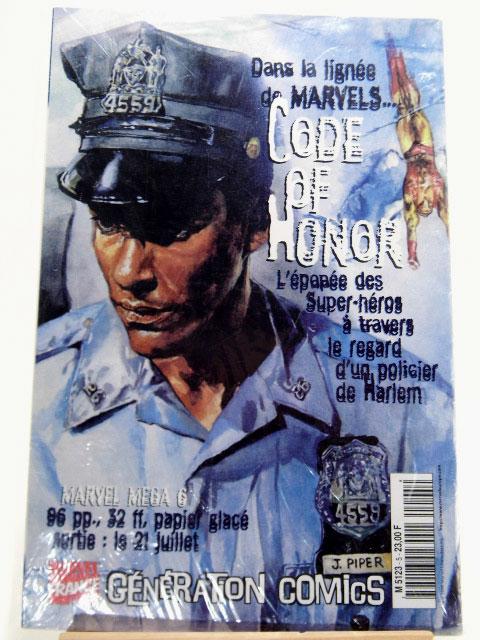 4559
Dans la lignée
de MARVELS...
CODE
OF
HONOR
L'épopée des
Super-héros
à travers
le regard
d'un policier
de Harlem
MARVEL MEGA 6
96 pp., 32 ff, papier glacé
Sortie : le 21 juillet
4559
J. PIPER
MARVEL
FRANCE
GÉNÉRATION COMICS
M 5123 - 5 - 23,00 F